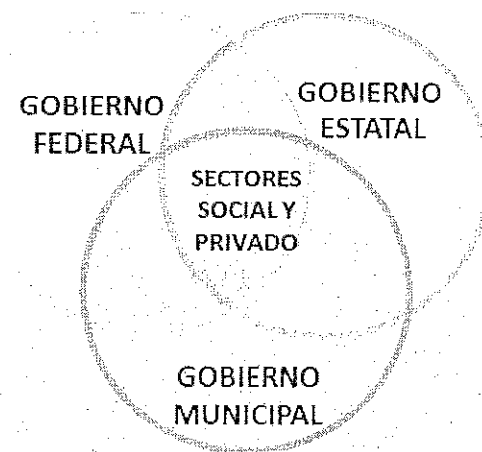 GOBIERNO
FEDERAL
GOBIERNO
ESTATAL
SECTORES
SOCIAL Y
PRIVADO
GOBIERNO
MUNICIPAL